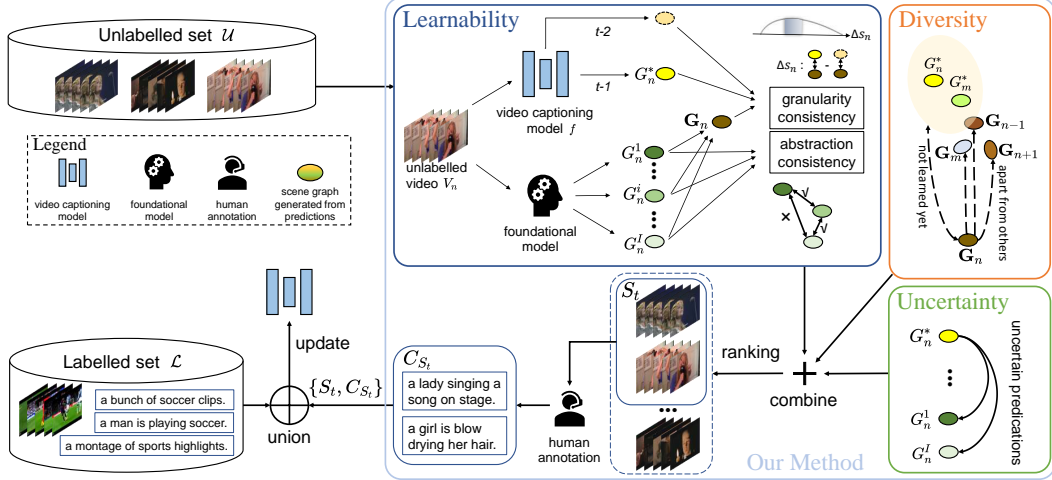 Unlabelled set 𝒰
Legend
video captioning
model
foundational
model
human
annotation
scene graph
generated from
predictions
Learnability
t-2
t-1
video captioning
model f
G_n^*
unlabelled
video V_n
foundational
model
G_n^1
G_n^i
G_n^I
𝐆_n
Δs_n
Δs_n :
-
granularity
consistency
abstraction
consistency
√
×
√
Diversity
G_n^*
G_m^*
𝐆_{n-1}
𝐆_m
𝐆_{n+1}
not learned yet
apart from others
𝐆_n
Uncertainty
G_n^*
G_n^1
G_n^I
uncertain predications
combine
ranking
S_t
human
annotation
C_{S_t}
a lady singing a
song on stage.
a girl is blow
drying her hair.
{S_t, C_{S_t}}
update
union
Labelled set ℒ
a bunch of soccer clips.
a man is playing soccer.
a montage of sports highlights.
Our Method